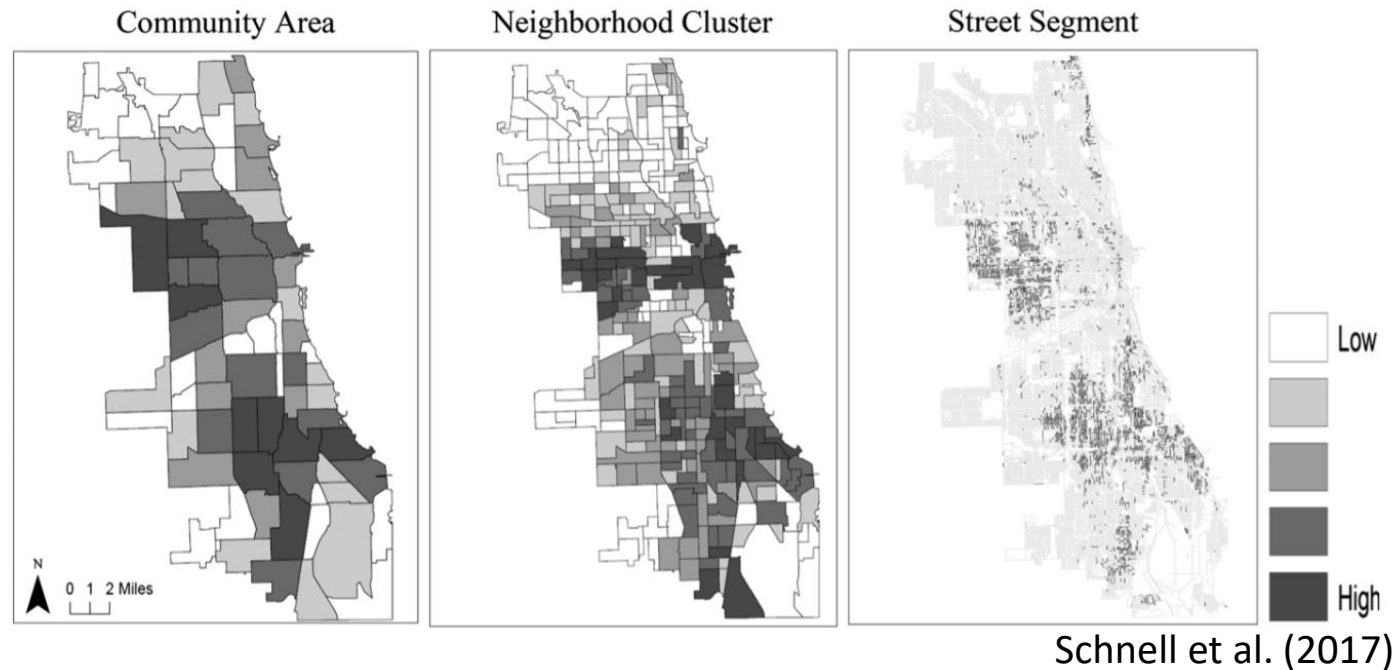 Community Area
Neighborhood Cluster
Street Segment
Low
High
N
0 1 2 Miles
Schnell et al. (2017)